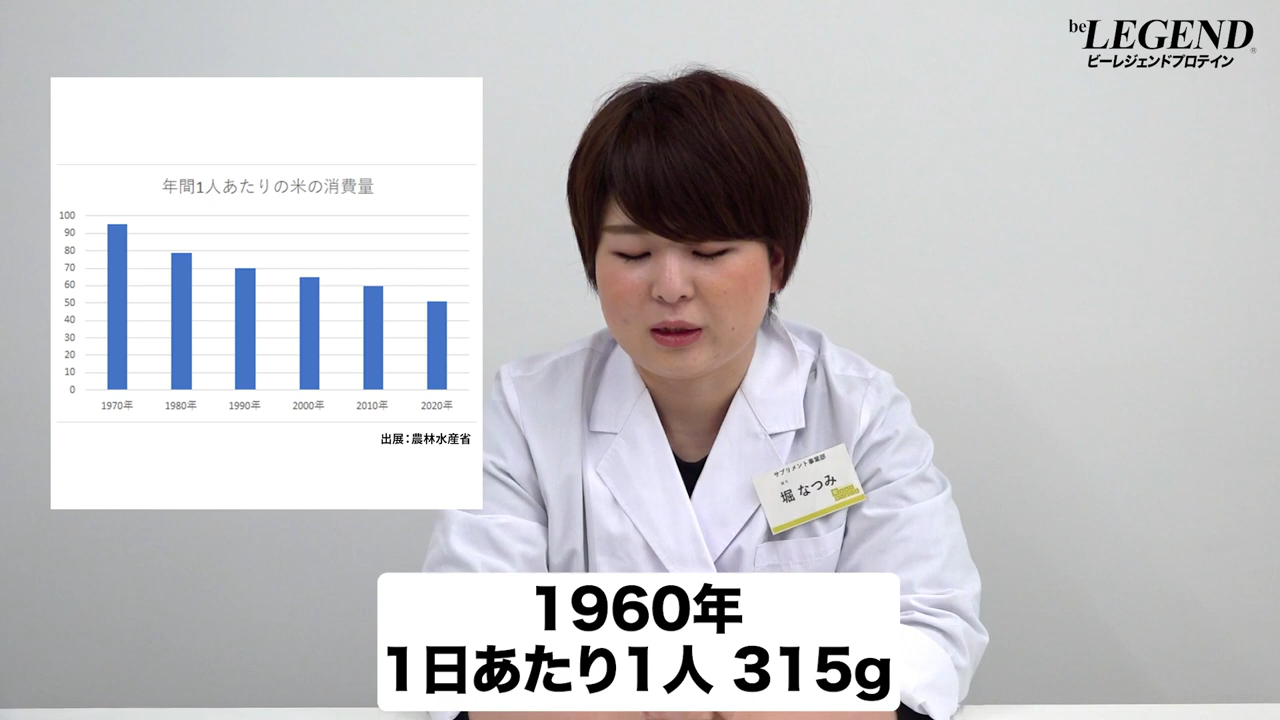 be LEGEND®
ビーレジェンドプロテイン
年間1人あたりの米の消費量
100
90
80
70
60
50
40
30
20
10
0
1970年 1980年 1990年 2000年 2010年 2020年
出展：農林水産省
サプリメント事業部
堀 なつみ
1960年
1日あたり1人 315g